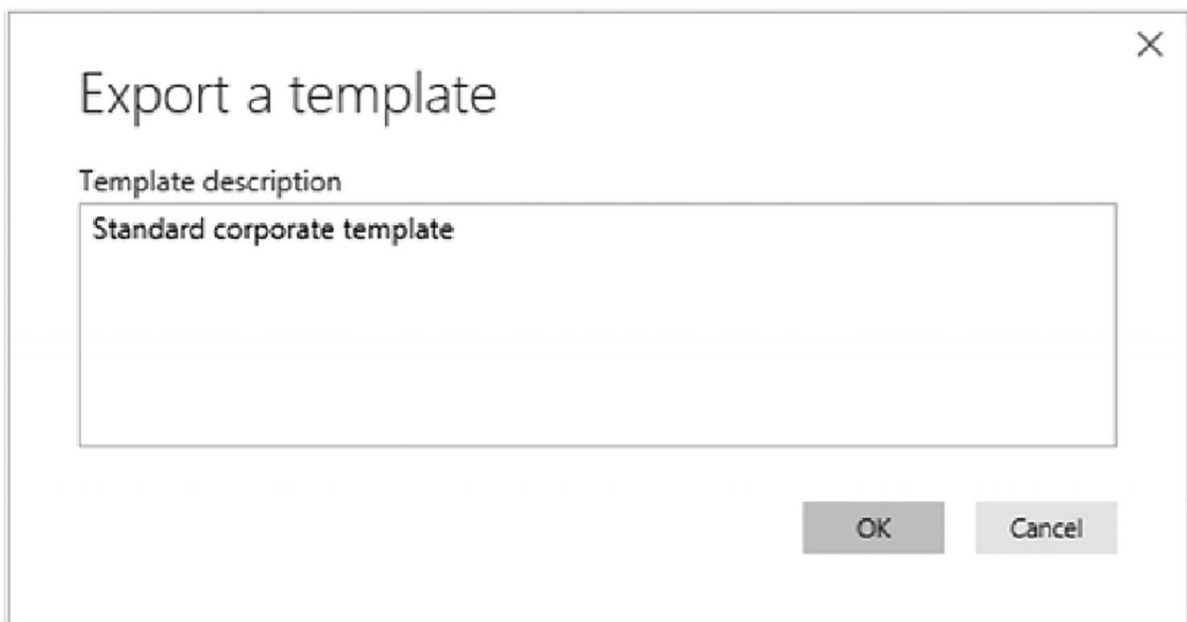 Export a template
Template description
Standard corporate template
OK
Cancel